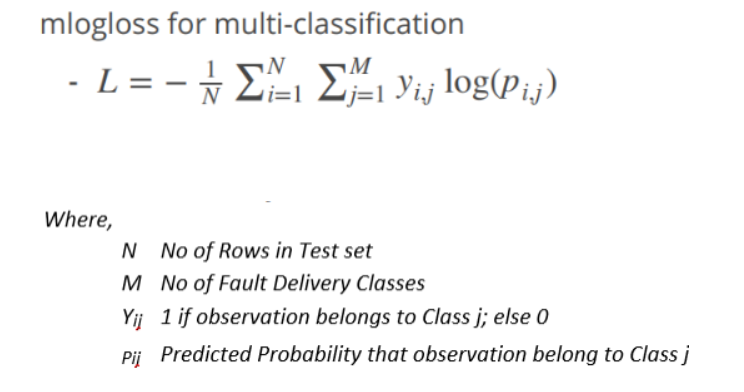 mlogloss for multi-classification
- L = − 1/N ∑_{i=1}^{N} ∑_{j=1}^{M} y_{i,j} log(p_{i,j})
Where,
N No of Rows in Test set
M No of Fault Delivery Classes
Yij 1 if observation belongs to Class j; else 0
Pij Predicted Probability that observation belong to Class j